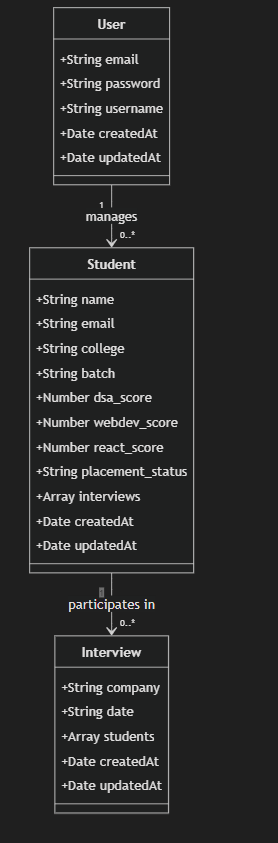 User
+String email
+String password
+String username
+Date createdAt
+Date updatedAt
1
manages
0..*
Student
+String name
+String email
+String college
+String batch
+Number dsa_score
+Number webdev_score
+Number react_score
+String placement_status
+Array interviews
+Date createdAt
+Date updatedAt
1
participates in
0..*
Interview
+String company
+String date
+Array students
+Date createdAt
+Date updatedAt